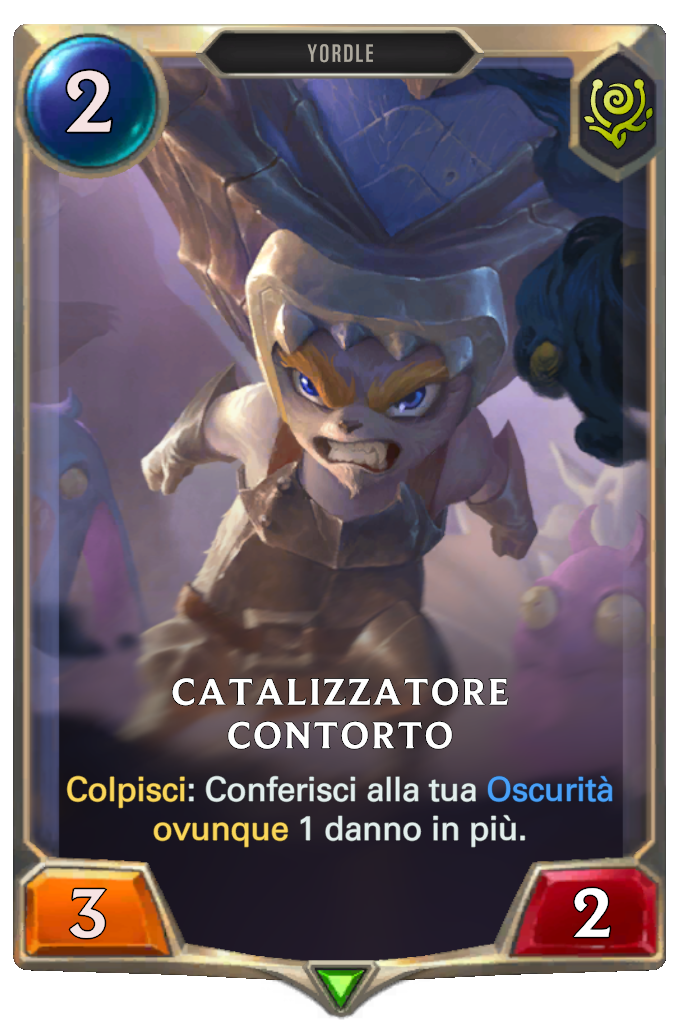 YORDLE
2
CATALIZZATORE
CONTORTO
Colpisci: Conferisci alla tua Oscurità
ovunque 1 danno in più.
3
2